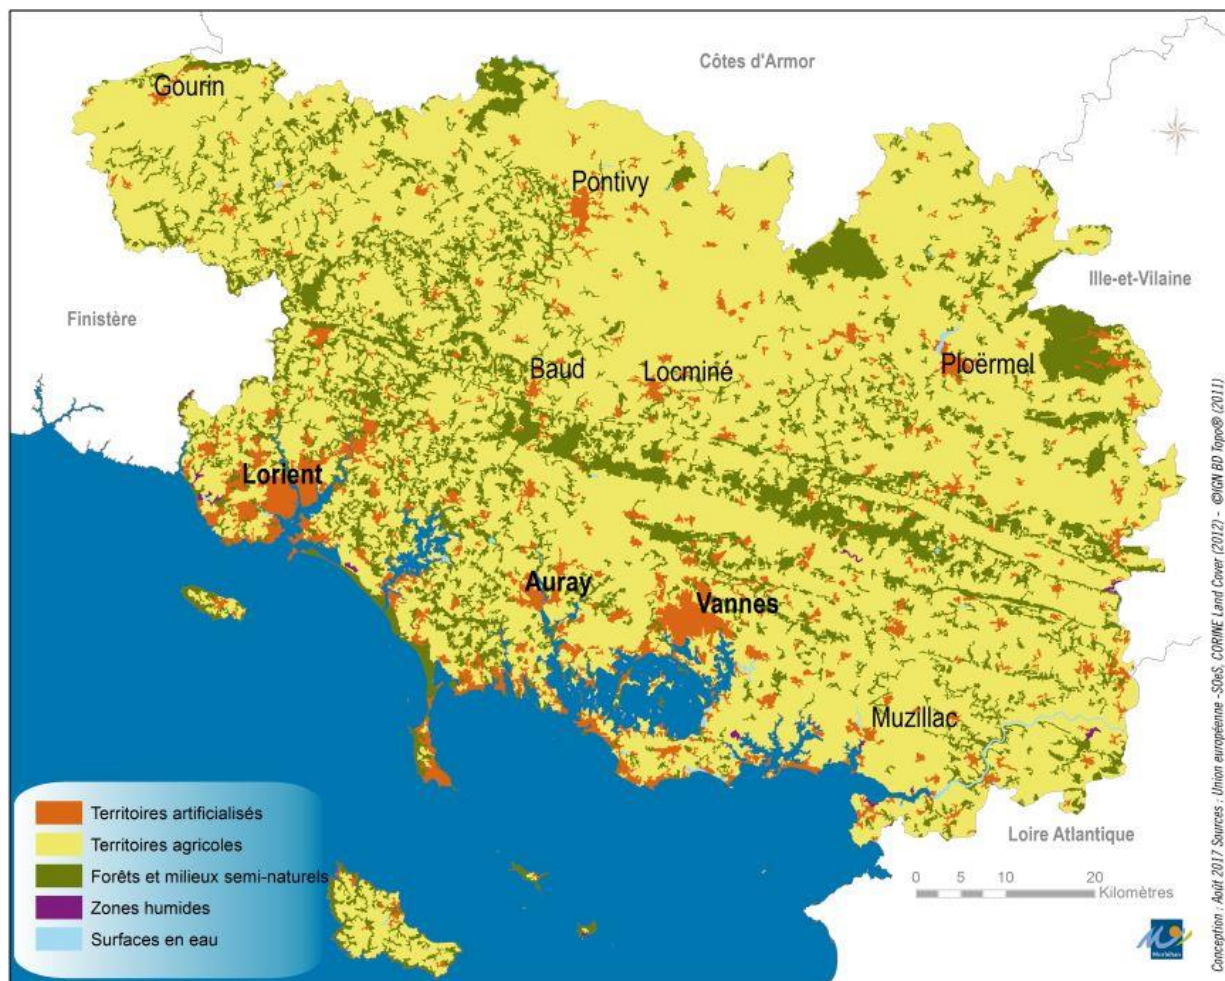 Côtes d'Armor
Gourin
Pontivy
Ille-et-Vilaine
Finistère
Baud
Locminé
Ploërmel
Lorient
Auray
Vannes
Muzillac
Territoires artificialisés
Territoires agricoles
Forêts et milieux semi-naturels
Zones humides
Surfaces en eau
Loire Atlantique
0 5 10 20
Kilomètres
Morbihan
Conception : Août 2017 Sources : Union européenne -SOeS, CORINE Land Cover (2012) - ©IGN BD Topo® (2011)